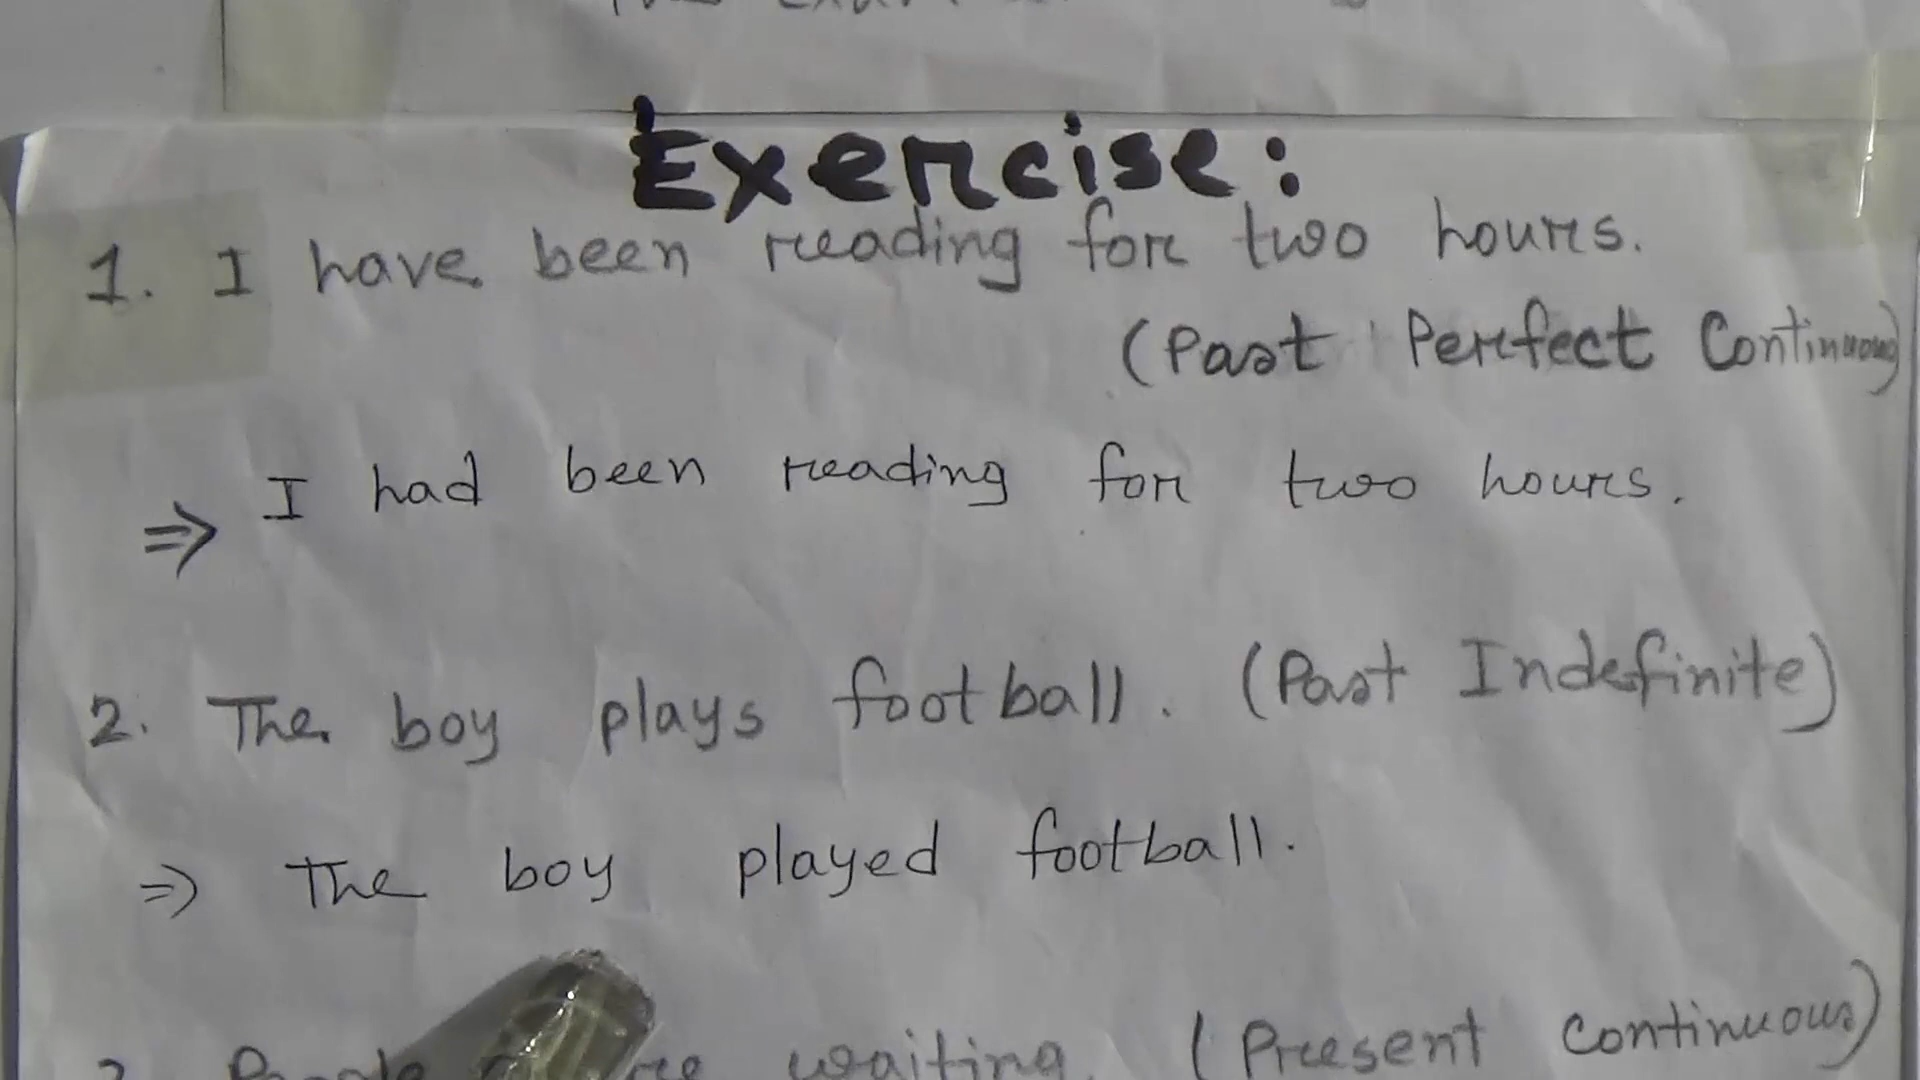 Exercise:
1. I have been reading for two hours.
(Past Perfect Continuous)
⇒ I had been reading for two hours.
2. The boy plays football. (Past Indefinite)
⇒ The boy played football.
waiting. (Present Continuous)